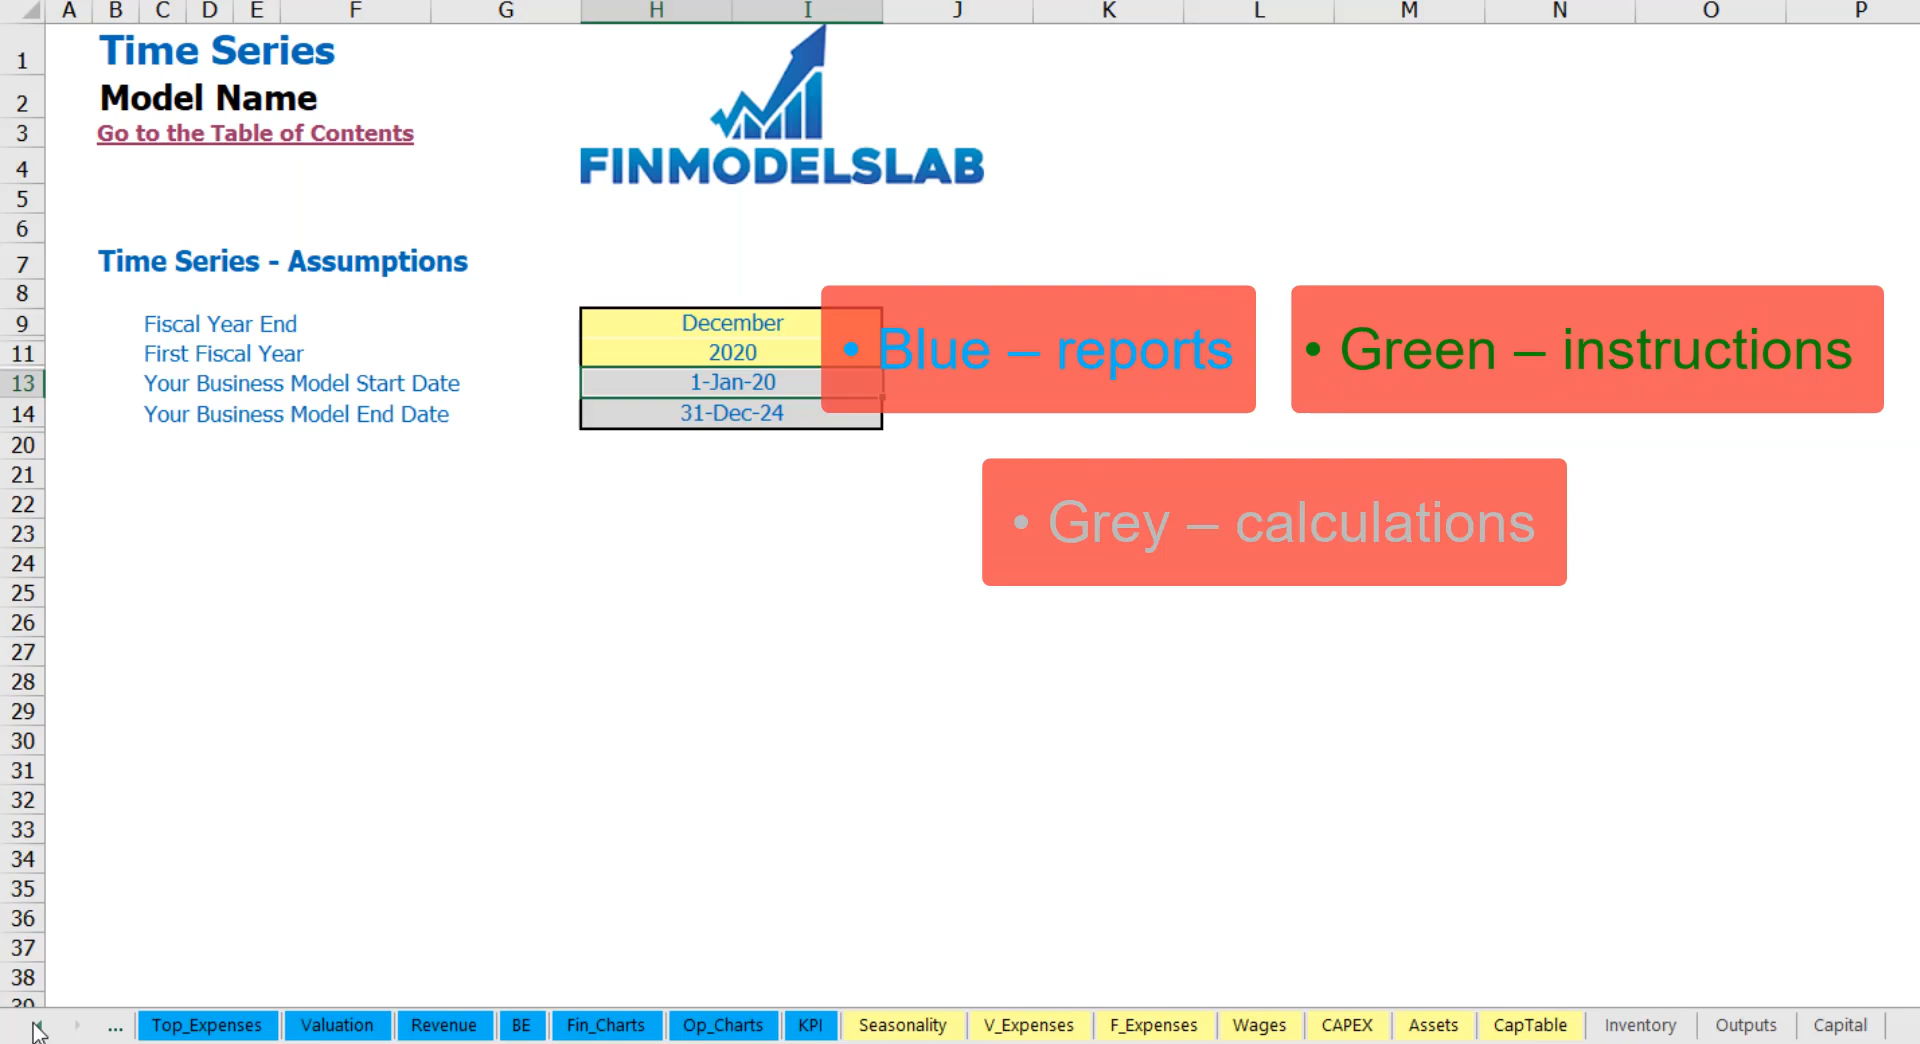 A B C D E F G H I J K L M N O P
1 Time Series
2 Model Name
3 Go to the Table of Contents
FINMODELSLAB
4
5
6
7 Time Series - Assumptions
8
9 Fiscal Year End December
11 First Fiscal Year 2020
13 Your Business Model Start Date 1-Jan-20
14 Your Business Model End Date 31-Dec-24
• Blue – reports
• Green – instructions
• Grey – calculations
20
21
22
23
24
25
26
27
28
29
30
31
32
33
34
35
36
37
38
39
... Top_Expenses Valuation Revenue BE Fin_Charts Op_Charts KPI Seasonality V_Expenses F_Expenses Wages CAPEX Assets CapTable Inventory Outputs Capital